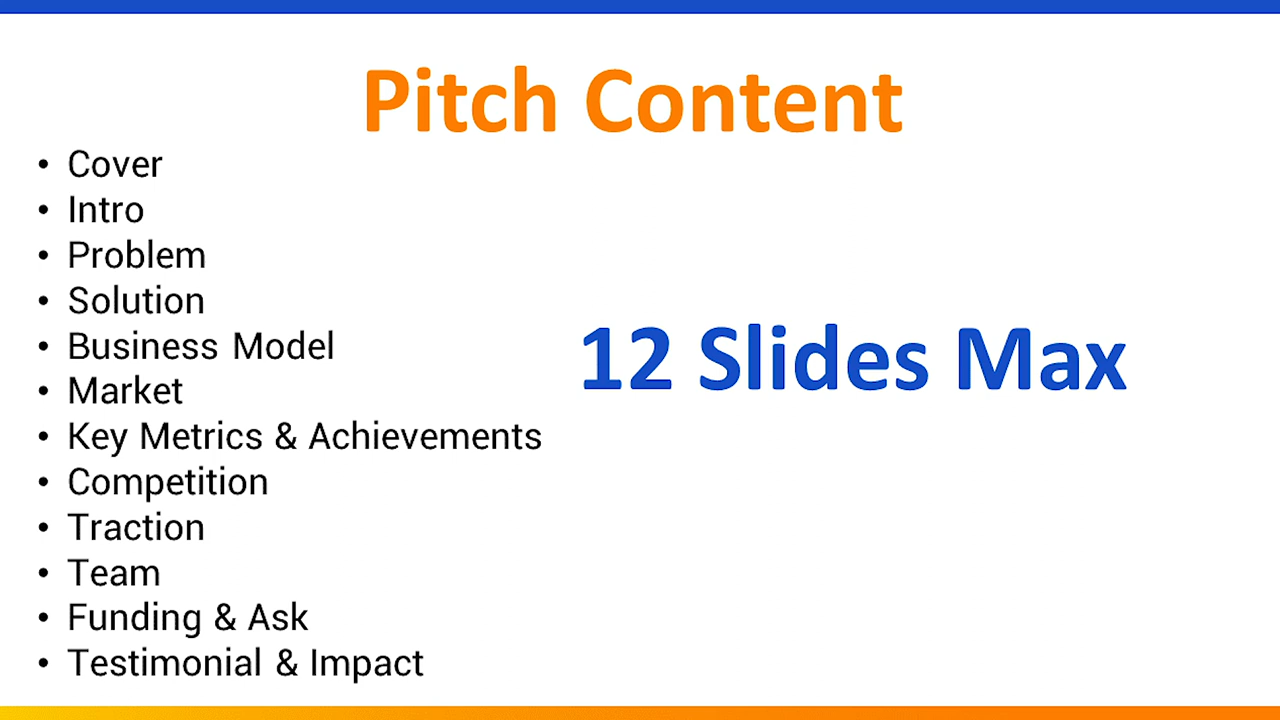 Pitch Content
• Cover
• Intro
• Problem
• Solution
• Business Model
• Market
• Key Metrics & Achievements
• Competition
• Traction
• Team
• Funding & Ask
• Testimonial & Impact
12 Slides Max